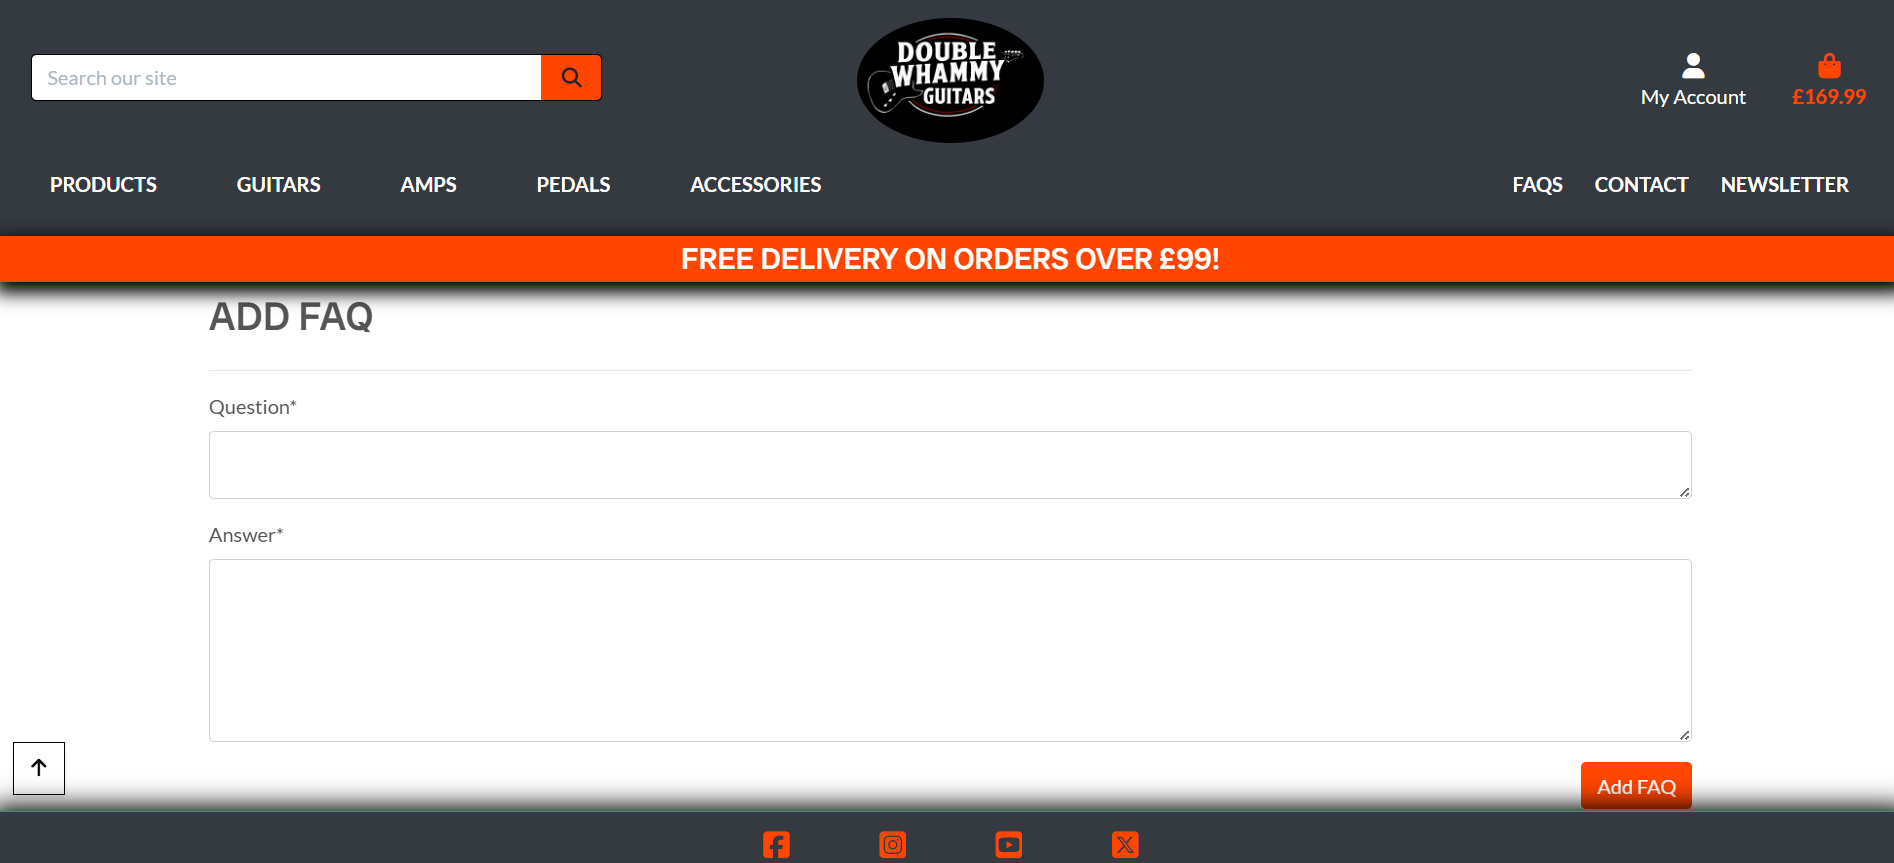 Search our site
DOUBLE
WHAMMY
GUITARS
My Account
£169.99
PRODUCTS
GUITARS
AMPS
PEDALS
ACCESSORIES
FAQS
CONTACT
NEWSLETTER
FREE DELIVERY ON ORDERS OVER £99!
ADD FAQ
Question*
Answer*
Add FAQ